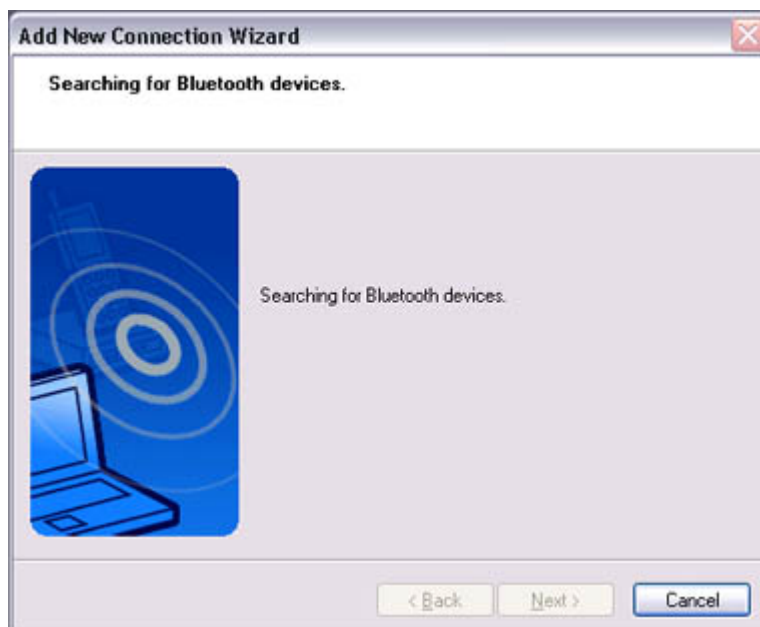 Add New Connection Wizard
Searching for Bluetooth devices.
Searching for Bluetooth devices.
< Back Next > Cancel